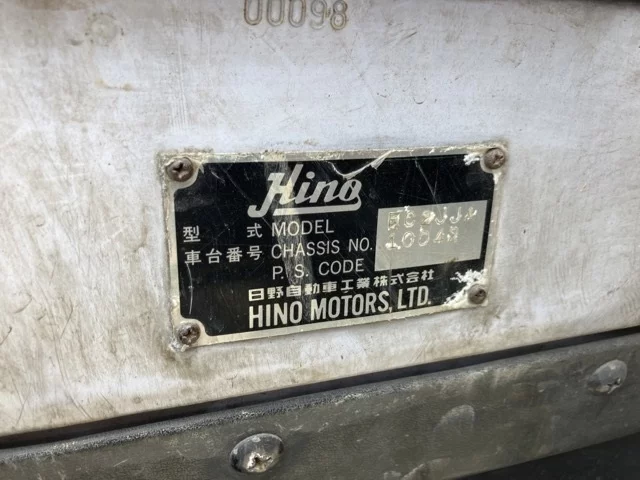 00098
Hino
型 式 MODEL
車台番号 CHASSIS NO.
P. S. CODE
日野自動車工業株式会社
HINO MOTORS, LTD.